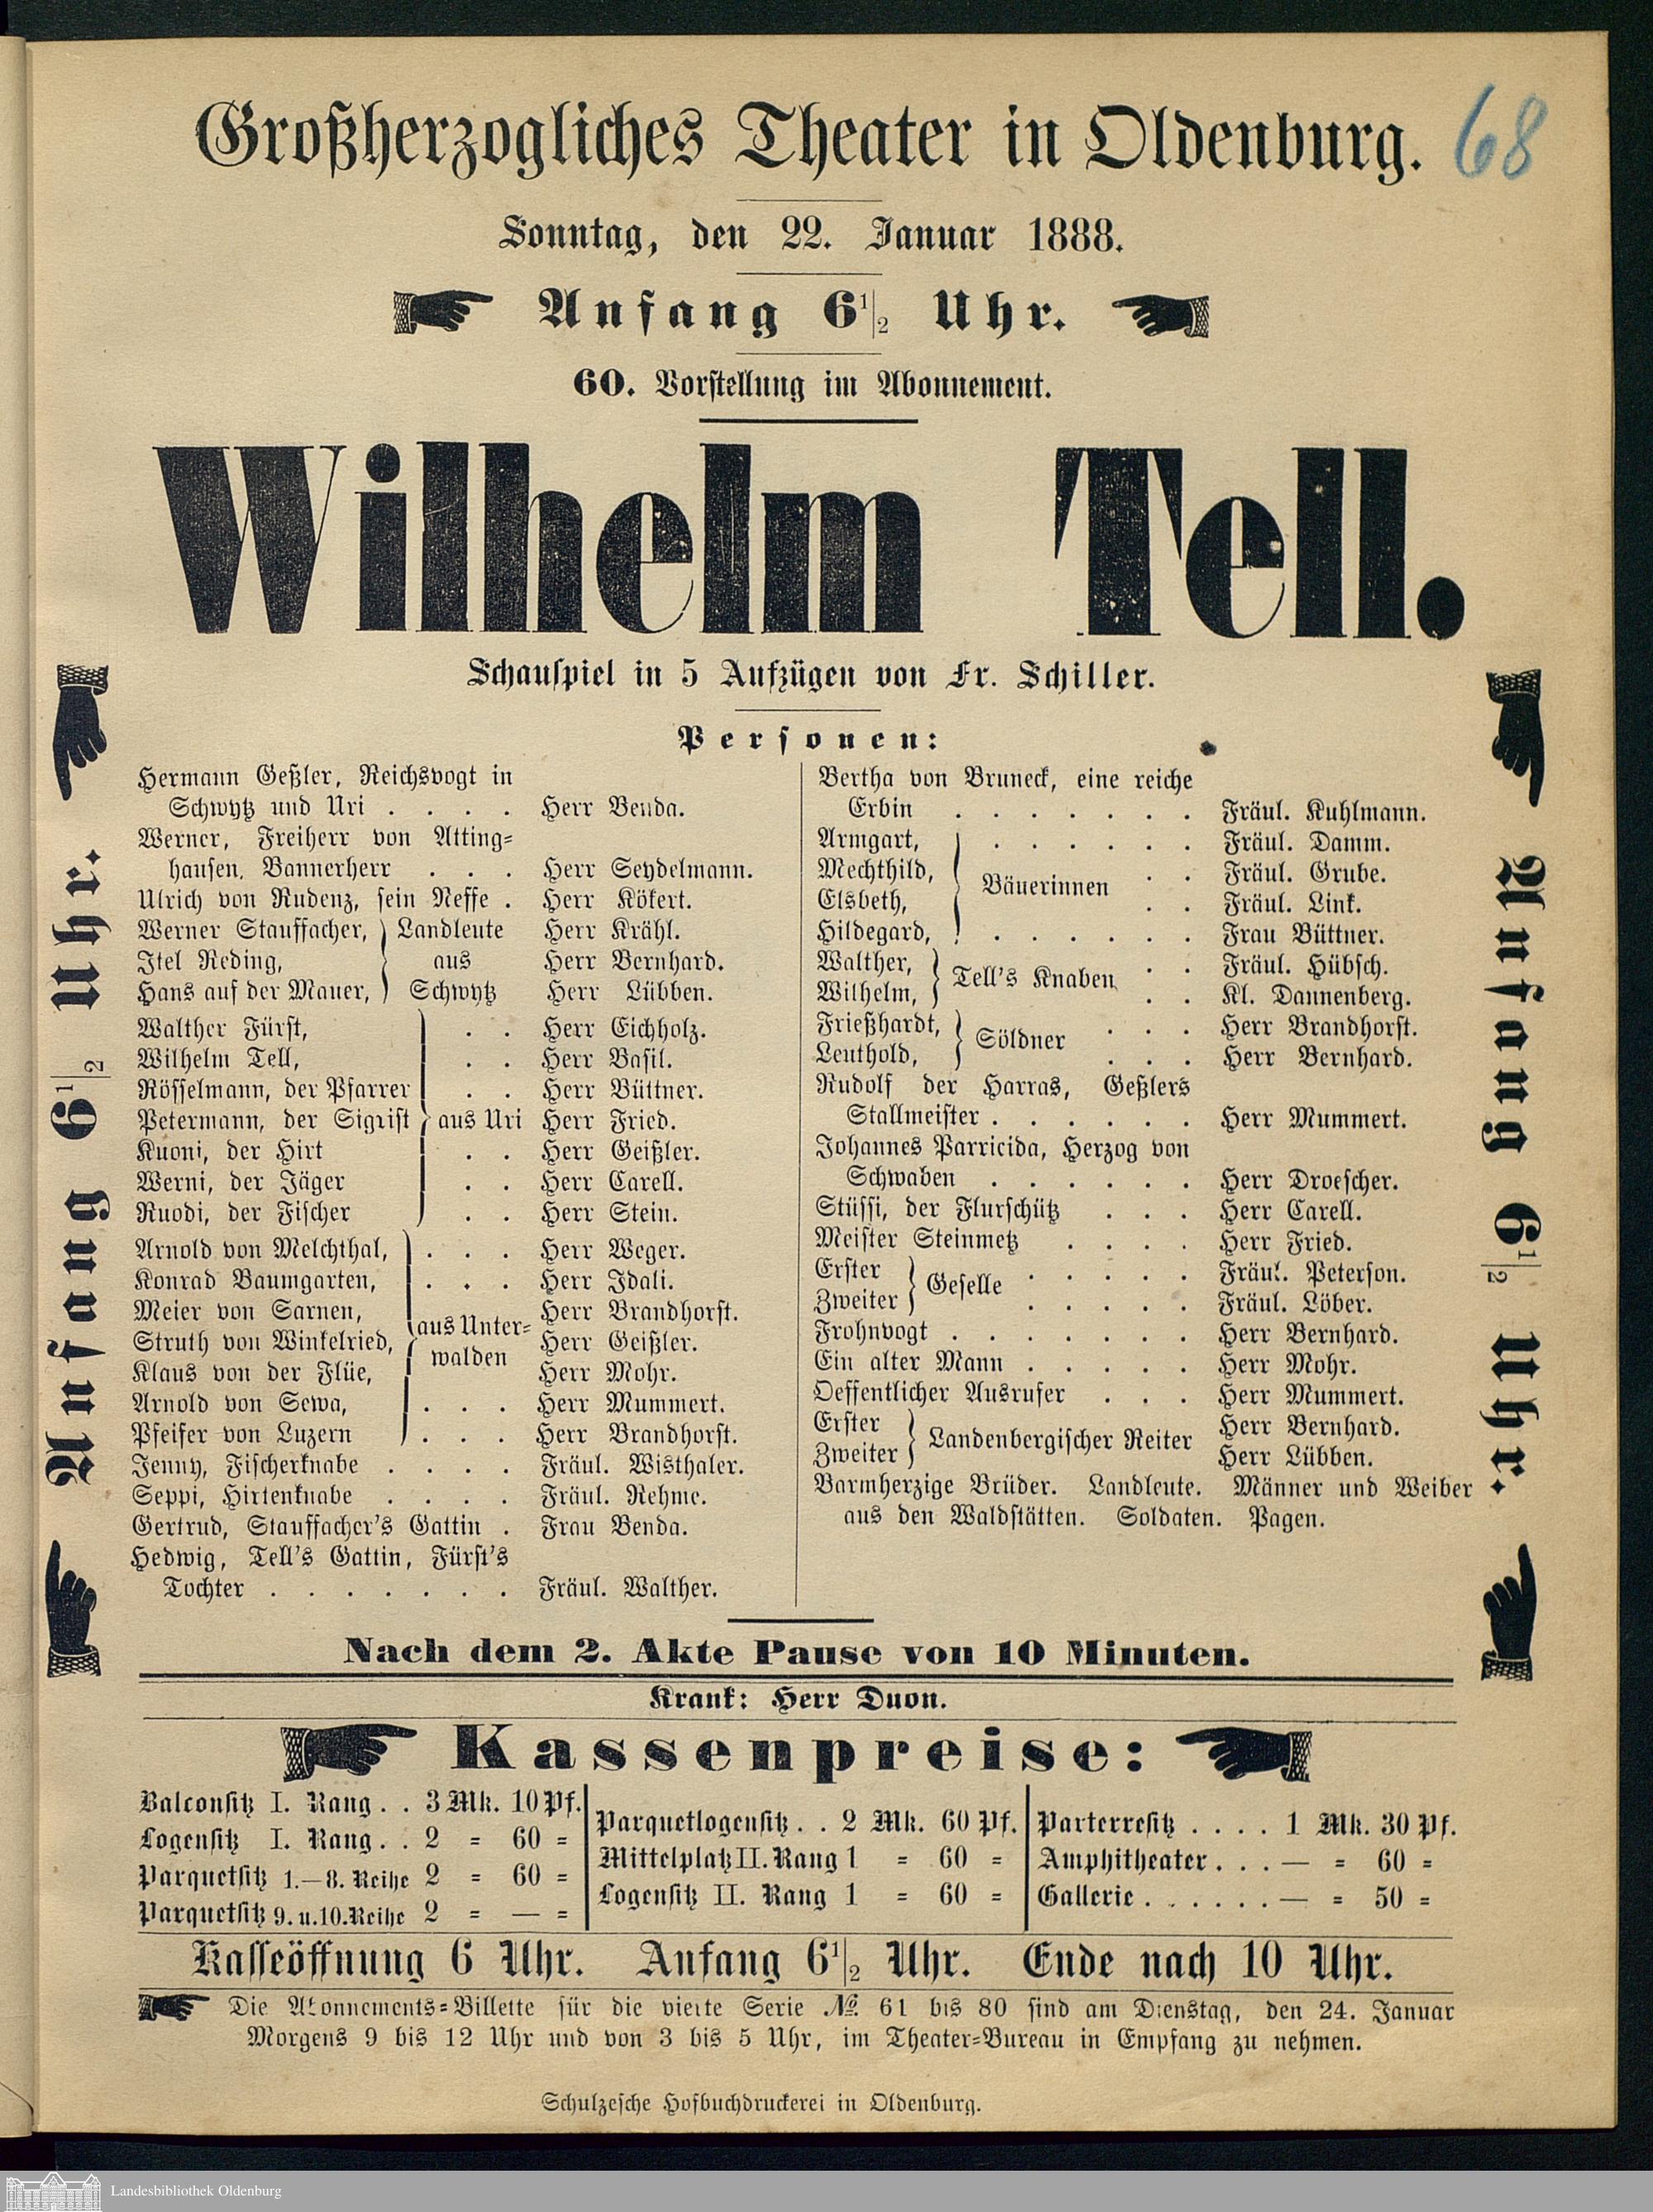 Großherzogliches Theater in Oldenburg.
68
Sonntag, den 22. Januar 1888.
Anfang 6 1/2 Uhr.
60. Vorstellung im Abonnement.
Wilhelm Tell.
Schauspiel in 5 Aufzügen von Fr. Schiller.
Anfang 6 1/2 Uhr.
Personen:
Hermann Geßler, Reichsvogt in
Schwytz und Uri . . . . Herr Benda.
Werner, Freiherr von Atting=
hausen, Bannerherr . . . Herr Seydelmann.
Ulrich von Rudenz, sein Neffe . Herr Kökert.
Werner Stauffacher, Landleute Herr Krähl.
Itel Reding, aus Herr Bernhard.
Hans auf der Mauer, Schwytz Herr Lübben.
Walther Fürst, . . Herr Eichholz.
Wilhelm Tell, . . Herr Basil.
Rösselmann, der Pfarrer . . Herr Büttner.
Petermann, der Sigrist aus Uri Herr Fried.
Kuoni, der Hirt . . Herr Geißler.
Werni, der Jäger . . Herr Carell.
Ruodi, der Fischer . . Herr Stein.
Arnold von Melchthal, . . . Herr Weger.
Konrad Baumgarten, . . . Herr Idali.
Meier von Sarnen, Herr Brandhorst.
aus Unter=
Struth von Winkelried, Herr Geißler.
walden
Klaus von der Flüe, Herr Mohr.
Arnold von Sewa, . . . Herr Mummert.
Pfeifer von Luzern . . . Herr Brandhorst.
Jenny, Fischerknabe . . . . Fräul. Wisthaler.
Seppi, Hirtenknabe . . . . Fräul. Rehme.
Gertrud, Stauffacher's Gattin . Frau Benda.
Hedwig, Tell's Gattin, Fürst's
Tochter . . . . . . . Fräul. Walther.
Bertha von Bruneck, eine reiche
Erbin . . . . . . . Fräul. Kuhlmann.
Armgart, . . . . . . Fräul. Damm.
Mechthild, . . Fräul. Grube.
Bäuerinnen
Elsbeth, . . Fräul. Link.
Hildegard, . . . . . . Frau Büttner.
Walther, . . Fräul. Hübsch.
Tell's Knaben
Wilhelm, . . Kl. Dannenberg.
Frießhardt, . . . Herr Brandhorst.
Söldner
Leuthold, . . . Herr Bernhard.
Rudolf der Harras, Geßlers
Stallmeister . . . . . . Herr Mummert.
Johannes Parricida, Herzog von
Schwaben . . . . . . Herr Droescher.
Stüssi, der Flurschütz . . . Herr Carell.
Meister Steinmetz . . . . Herr Fried.
Erster . . . . . Fräul. Peterson.
Geselle
Zweiter . . . . . Fräul. Löber.
Frohnvogt . . . . . . . Herr Bernhard.
Ein alter Mann . . . . . Herr Mohr.
Oeffentlicher Ausrufer . . . Herr Mummert.
Erster Herr Bernhard.
Landenbergischer Reiter
Zweiter Herr Lübben.
Barmherzige Brüder. Landleute. Männer und Weiber
aus den Waldstätten. Soldaten. Pagen.
Anfang 6 1/2 Uhr.
Nach dem 2. Akte Pause von 10 Minuten.
Krank: Herr Duon.
Kassenpreise:
Balconsitz I. Rang . . 3 Mk. 10 Pf.
Logensitz I. Rang . . 2 = 60 =
Parquetsitz 1.—8. Reihe 2 = 60 =
Parquetsitz 9. u. 10. Reihe 2 = — =
Parquetlogensitz . . 2 Mk. 60 Pf.
Mittelplatz II. Rang 1 = 60 =
Logensitz II. Rang 1 = 60 =
Parterresitz . . . . 1 Mk. 30 Pf.
Amphitheater . . . — = 60 =
Gallerie . . . . . . — = 50 =
Kasseöffnung 6 Uhr. Anfang 6 1/2 Uhr. Ende nach 10 Uhr.
Die Abonnements=Billette für die vierte Serie No. 61 bis 80 sind am Dienstag, den 24. Januar
Morgens 9 bis 12 Uhr und von 3 bis 5 Uhr, im Theater=Bureau in Empfang zu nehmen.
Schulzesche Hofbuchdruckerei in Oldenburg.
Landesbibliothek Oldenburg